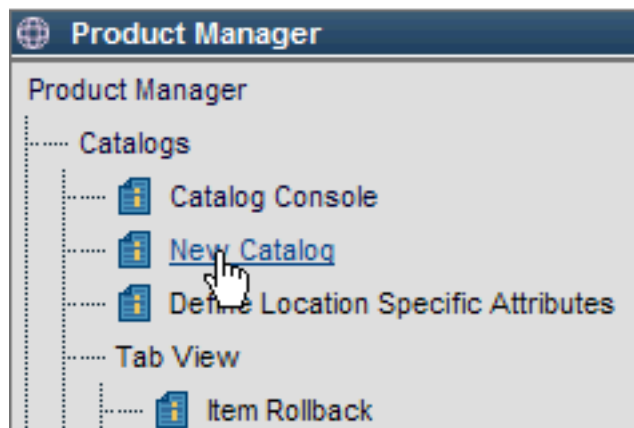 Product Manager
Product Manager
Catalogs
Catalog Console
New Catalog
Define Location Specific Attributes
Tab View
Item Rollback